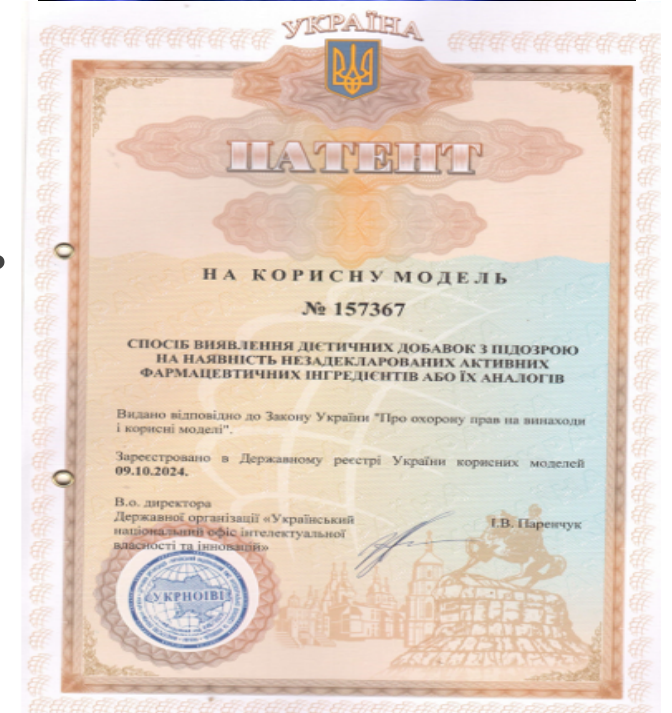 УКРАЇНА
ПАТЕНТ
НА КОРИСНУ МОДЕЛЬ
№ 157367
СПОСІБ ВИЯВЛЕННЯ ДІЄТИЧНИХ ДОБАВОК З ПІДОЗРОЮ
НА НАЯВНІСТЬ НЕЗАДЕКЛАРОВАНИХ АКТИВНИХ
ФАРМАЦЕВТИЧНИХ ІНГРЕДІЄНТІВ АБО ЇХ АНАЛОГІВ
Видано відповідно до Закону України "Про охорону прав на винаходи
і корисні моделі".
Зареєстровано в Державному реєстрі України корисних моделей
09.10.2024.
В.о. директора
Державної організації «Український
національний офіс інтелектуальної
власності та інновацій»
І.В. Паренчук
УКРНОІВІ